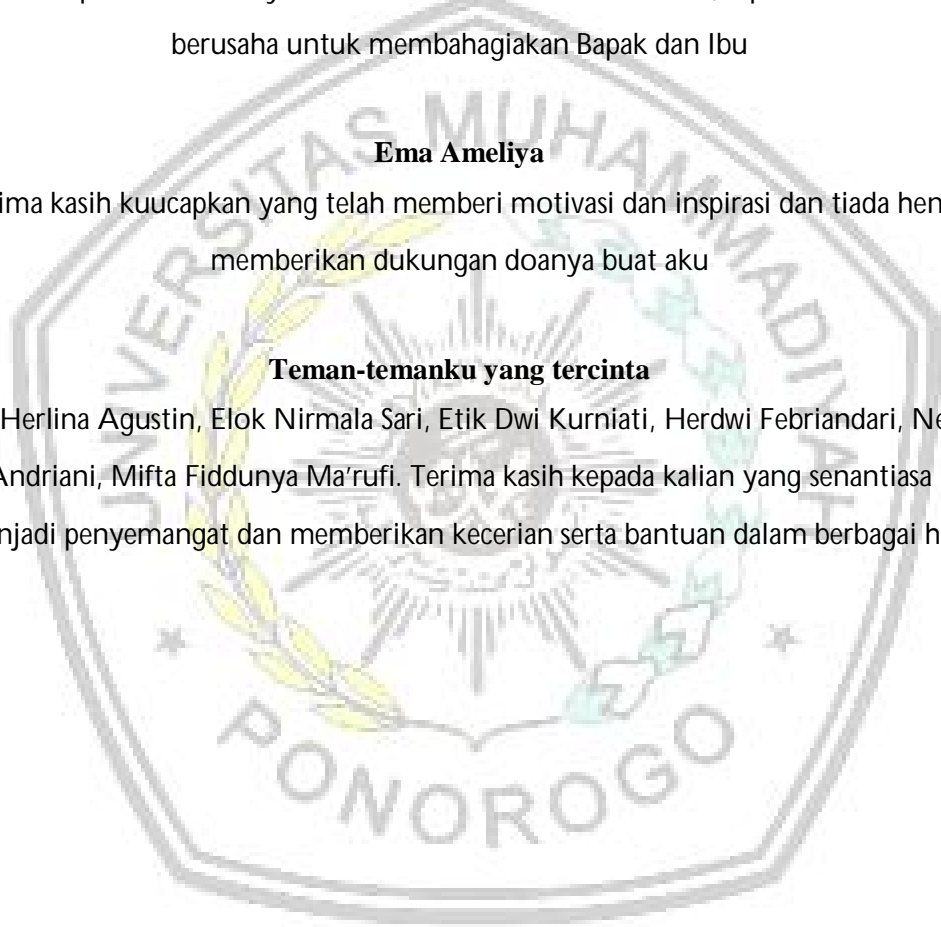 berusaha untuk membahagiakan Bapak dan Ibu
Ema Ameliya
ima kasih kuucapkan yang telah memberi motivasi dan inspirasi dan tiada hen
memberikan dukungan doanya buat aku
Teman-temanku yang tercinta
Herlina Agustin, Elok Nirmala Sari, Etik Dwi Kurniati, Herdwi Febriandari, Ne
Andriani, Mifta Fiddunya Ma'rufi. Terima kasih kepada kalian yang senantiasa
njadi penyemangat dan memberikan kecerian serta bantuan dalam berbagai h
UNIVERSITAS MUHAMMADIYAH
PONOROGO